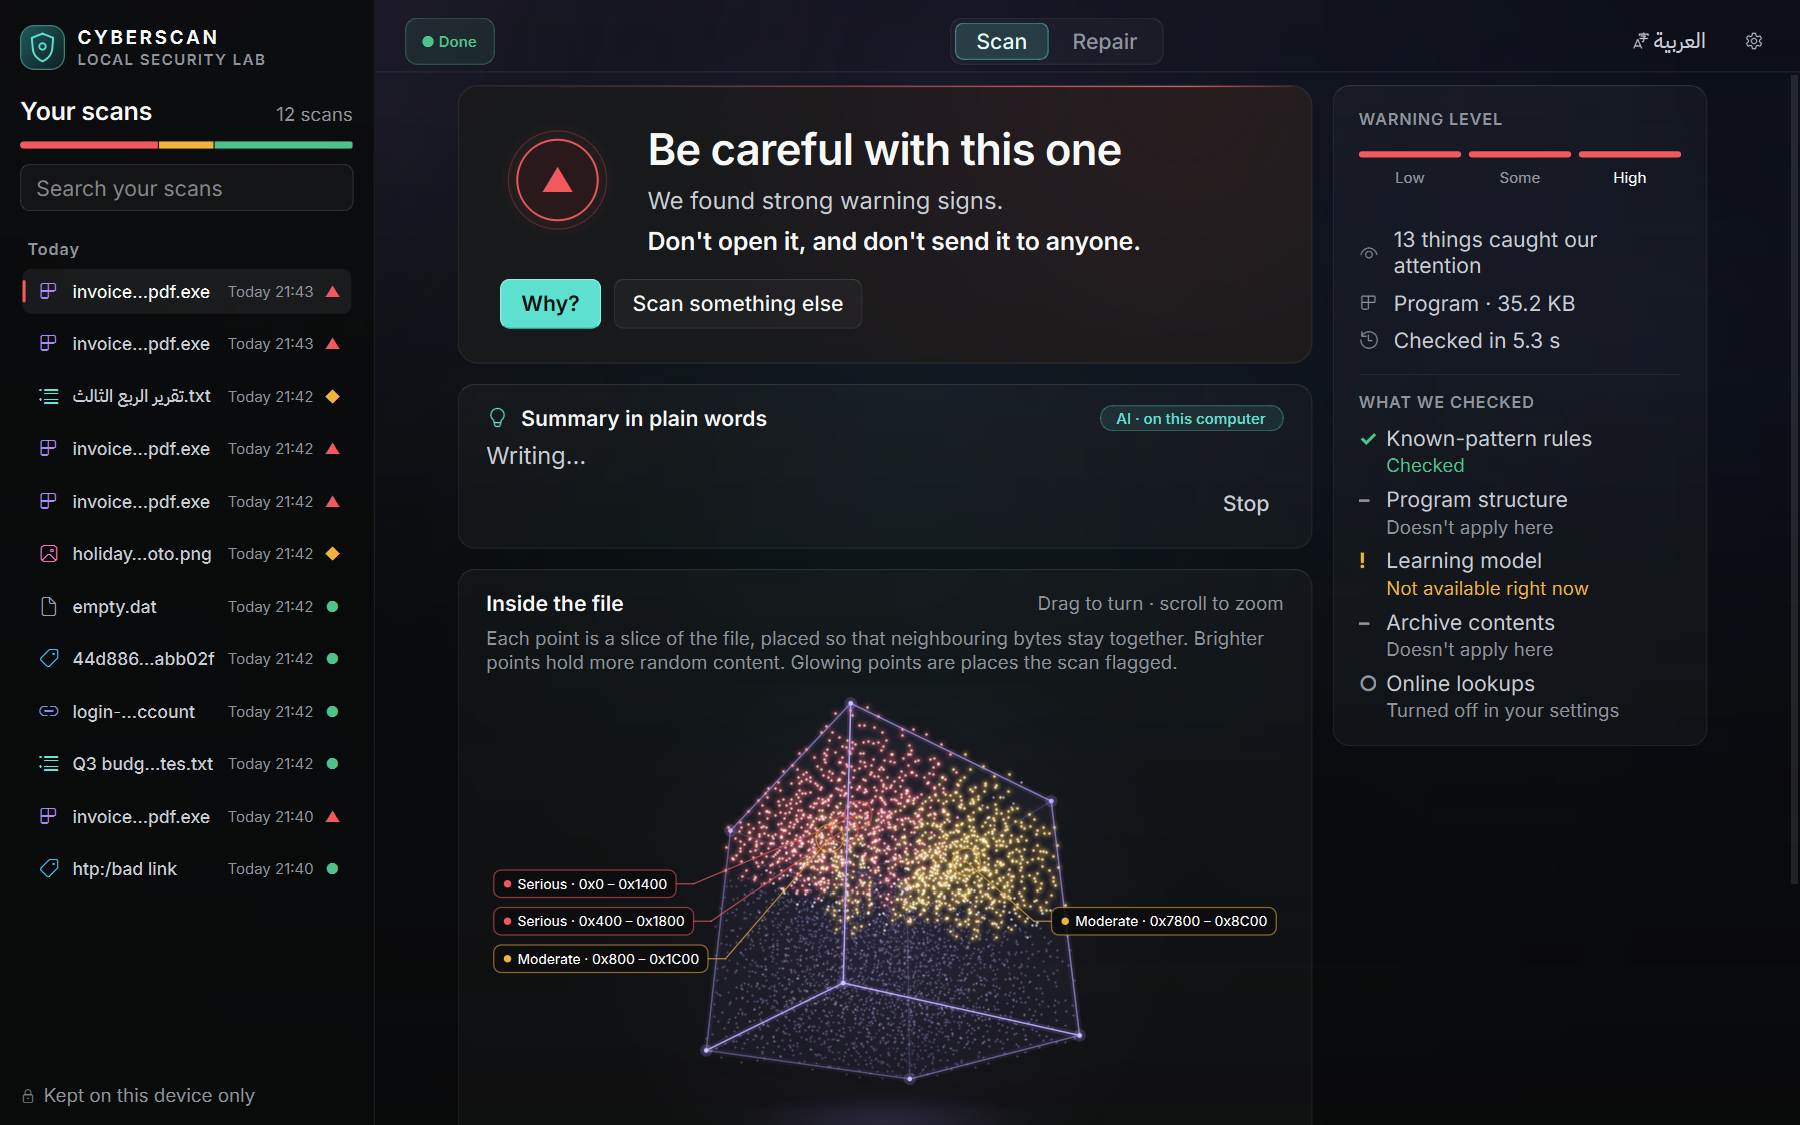 CYBERSCAN
LOCAL SECURITY LAB
Your scans
12 scans
Search your scans
Today
invoice...pdf.exe Today 21:43
invoice...pdf.exe Today 21:43
تقرير الربع الثالث.txt Today 21:42
invoice...pdf.exe Today 21:42
invoice...pdf.exe Today 21:42
holiday...oto.png Today 21:42
empty.dat Today 21:42
44d886...abb02f Today 21:42
login-...ccount Today 21:42
Q3 budg...tes.txt Today 21:42
invoice...pdf.exe Today 21:40
htp:/bad link Today 21:40
Kept on this device only
Done
Scan
Repair
العربية
Be careful with this one
We found strong warning signs.
Don't open it, and don't send it to anyone.
Why?
Scan something else
Summary in plain words
AI · on this computer
Writing...
Stop
Inside the file
Drag to turn · scroll to zoom
Each point is a slice of the file, placed so that neighbouring bytes stay together. Brighter
points hold more random content. Glowing points are places the scan flagged.
Serious · 0x0 – 0x1400
Serious · 0x400 – 0x1800
Moderate · 0x800 – 0x1C00
Moderate · 0x7800 – 0x8C00
WARNING LEVEL
Low
Some
High
13 things caught our
attention
Program · 35.2 KB
Checked in 5.3 s
WHAT WE CHECKED
Known-pattern rules
Checked
Program structure
Doesn't apply here
Learning model
Not available right now
Archive contents
Doesn't apply here
Online lookups
Turned off in your settings